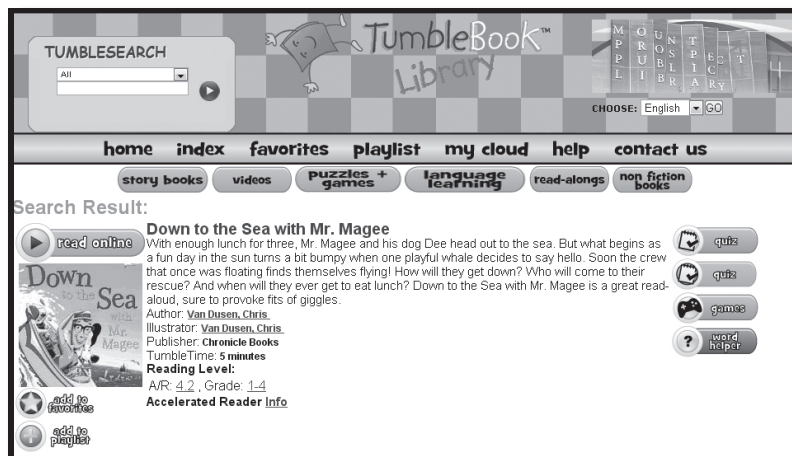 TUMBLESEARCH
All
TumbleBook™
Library
CHOOSE: English GO
home index favorites playlist my cloud help contact us
story books videos puzzles + games language learning read-alongs non fiction books
Search Result:
read online
Down to the Sea with Mr. Magee
With enough lunch for three, Mr. Magee and his dog Dee head out to the sea. But what begins as
a fun day in the sun turns a bit bumpy when one playful whale decides to say hello. Soon the crew
that once was floating finds themselves flying! How will they get down? Who will come to their
rescue? And when will they ever get to eat lunch? Down to the Sea with Mr. Magee is a great read-
aloud, sure to provoke fits of giggles.
Author: Van Dusen, Chris
Illustrator: Van Dusen, Chris
Publisher: Chronicle Books
TumbleTime: 5 minutes
Reading Level:
A/R: 4.2 , Grade: 1-4
Accelerated Reader Info
Down
to the Sea
with
Mr.
Magee
add to
favorites
add to
playlist
quiz
quiz
games
word
helper